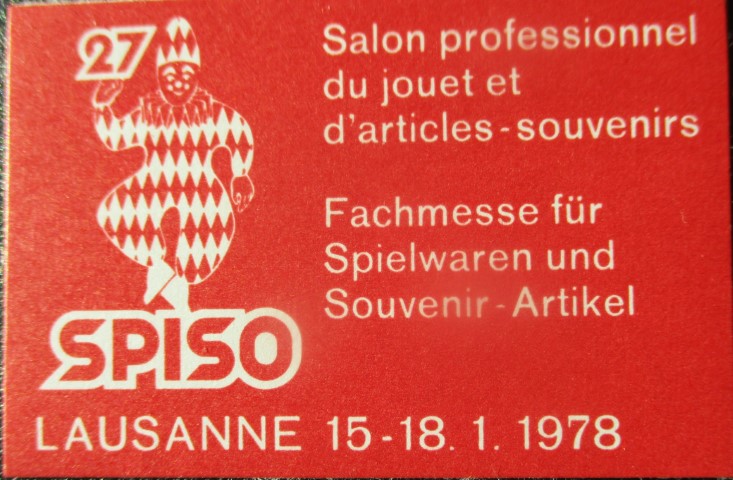 27
Salon professionnel
du jouet et
d'articles-souvenirs
Fachmesse für
Spielwaren und
Souvenir-Artikel
SPISO
LAUSANNE 15-18. 1. 1978